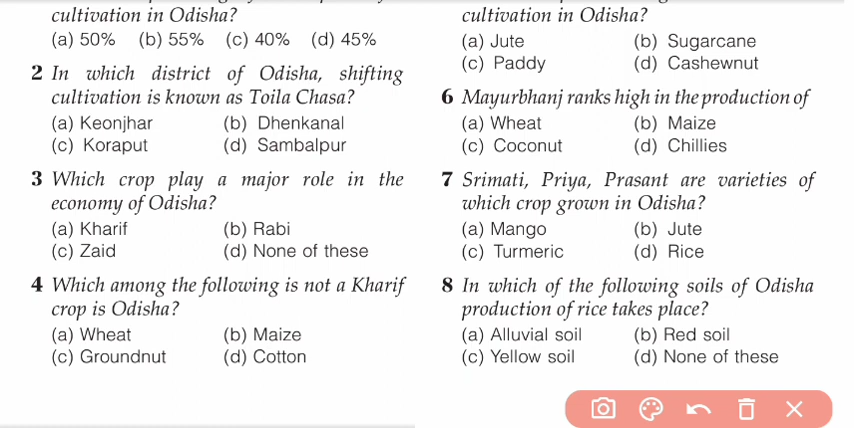 cultivation in Odisha?
(a) 50% (b) 55% (c) 40% (d) 45%
2 In which district of Odisha, shifting
cultivation is known as Toila Chasa?
(a) Keonjhar (b) Dhenkanal
(c) Koraput (d) Sambalpur
3 Which crop play a major role in the
economy of Odisha?
(a) Kharif (b) Rabi
(c) Zaid (d) None of these
4 Which among the following is not a Kharif
crop is Odisha?
(a) Wheat (b) Maize
(c) Groundnut (d) Cotton
cultivation in Odisha?
(a) Jute (b) Sugarcane
(c) Paddy (d) Cashewnut
6 Mayurbhanj ranks high in the production of
(a) Wheat (b) Maize
(c) Coconut (d) Chillies
7 Srimati, Priya, Prasant are varieties of
which crop grown in Odisha?
(a) Mango (b) Jute
(c) Turmeric (d) Rice
8 In which of the following soils of Odisha
production of rice takes place?
(a) Alluvial soil (b) Red soil
(c) Yellow soil (d) None of these